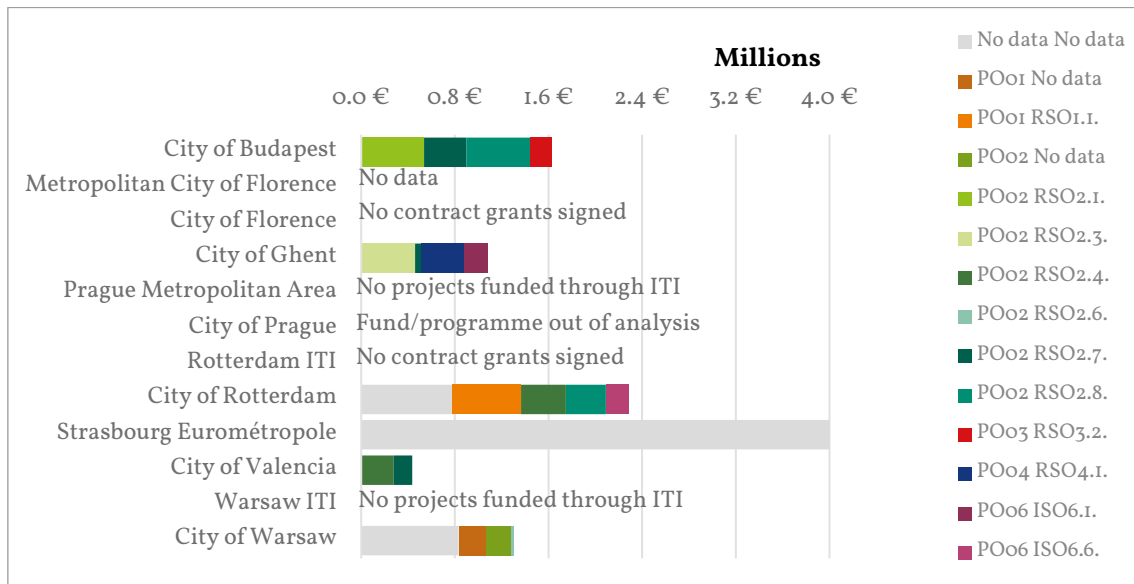 Millions
0.0 € 0.8 € 1.6 € 2.4 € 3.2 € 4.0 €
City of Budapest
Metropolitan City of Florence No data
City of Florence No contract grants signed
City of Ghent
Prague Metropolitan Area No projects funded through ITI
City of Prague Fund/programme out of analysis
Rotterdam ITI No contract grants signed
City of Rotterdam
Strasbourg Eurométropole
City of Valencia
Warsaw ITI No projects funded through ITI
City of Warsaw
No data No data
PO01 No data
PO01 RSO1.1.
PO02 No data
PO02 RSO2.1.
PO02 RSO2.3.
PO02 RSO2.4.
PO02 RSO2.6.
PO02 RSO2.7.
PO02 RSO2.8.
PO03 RSO3.2.
PO04 RSO4.1.
PO06 ISO6.1.
PO06 ISO6.6.